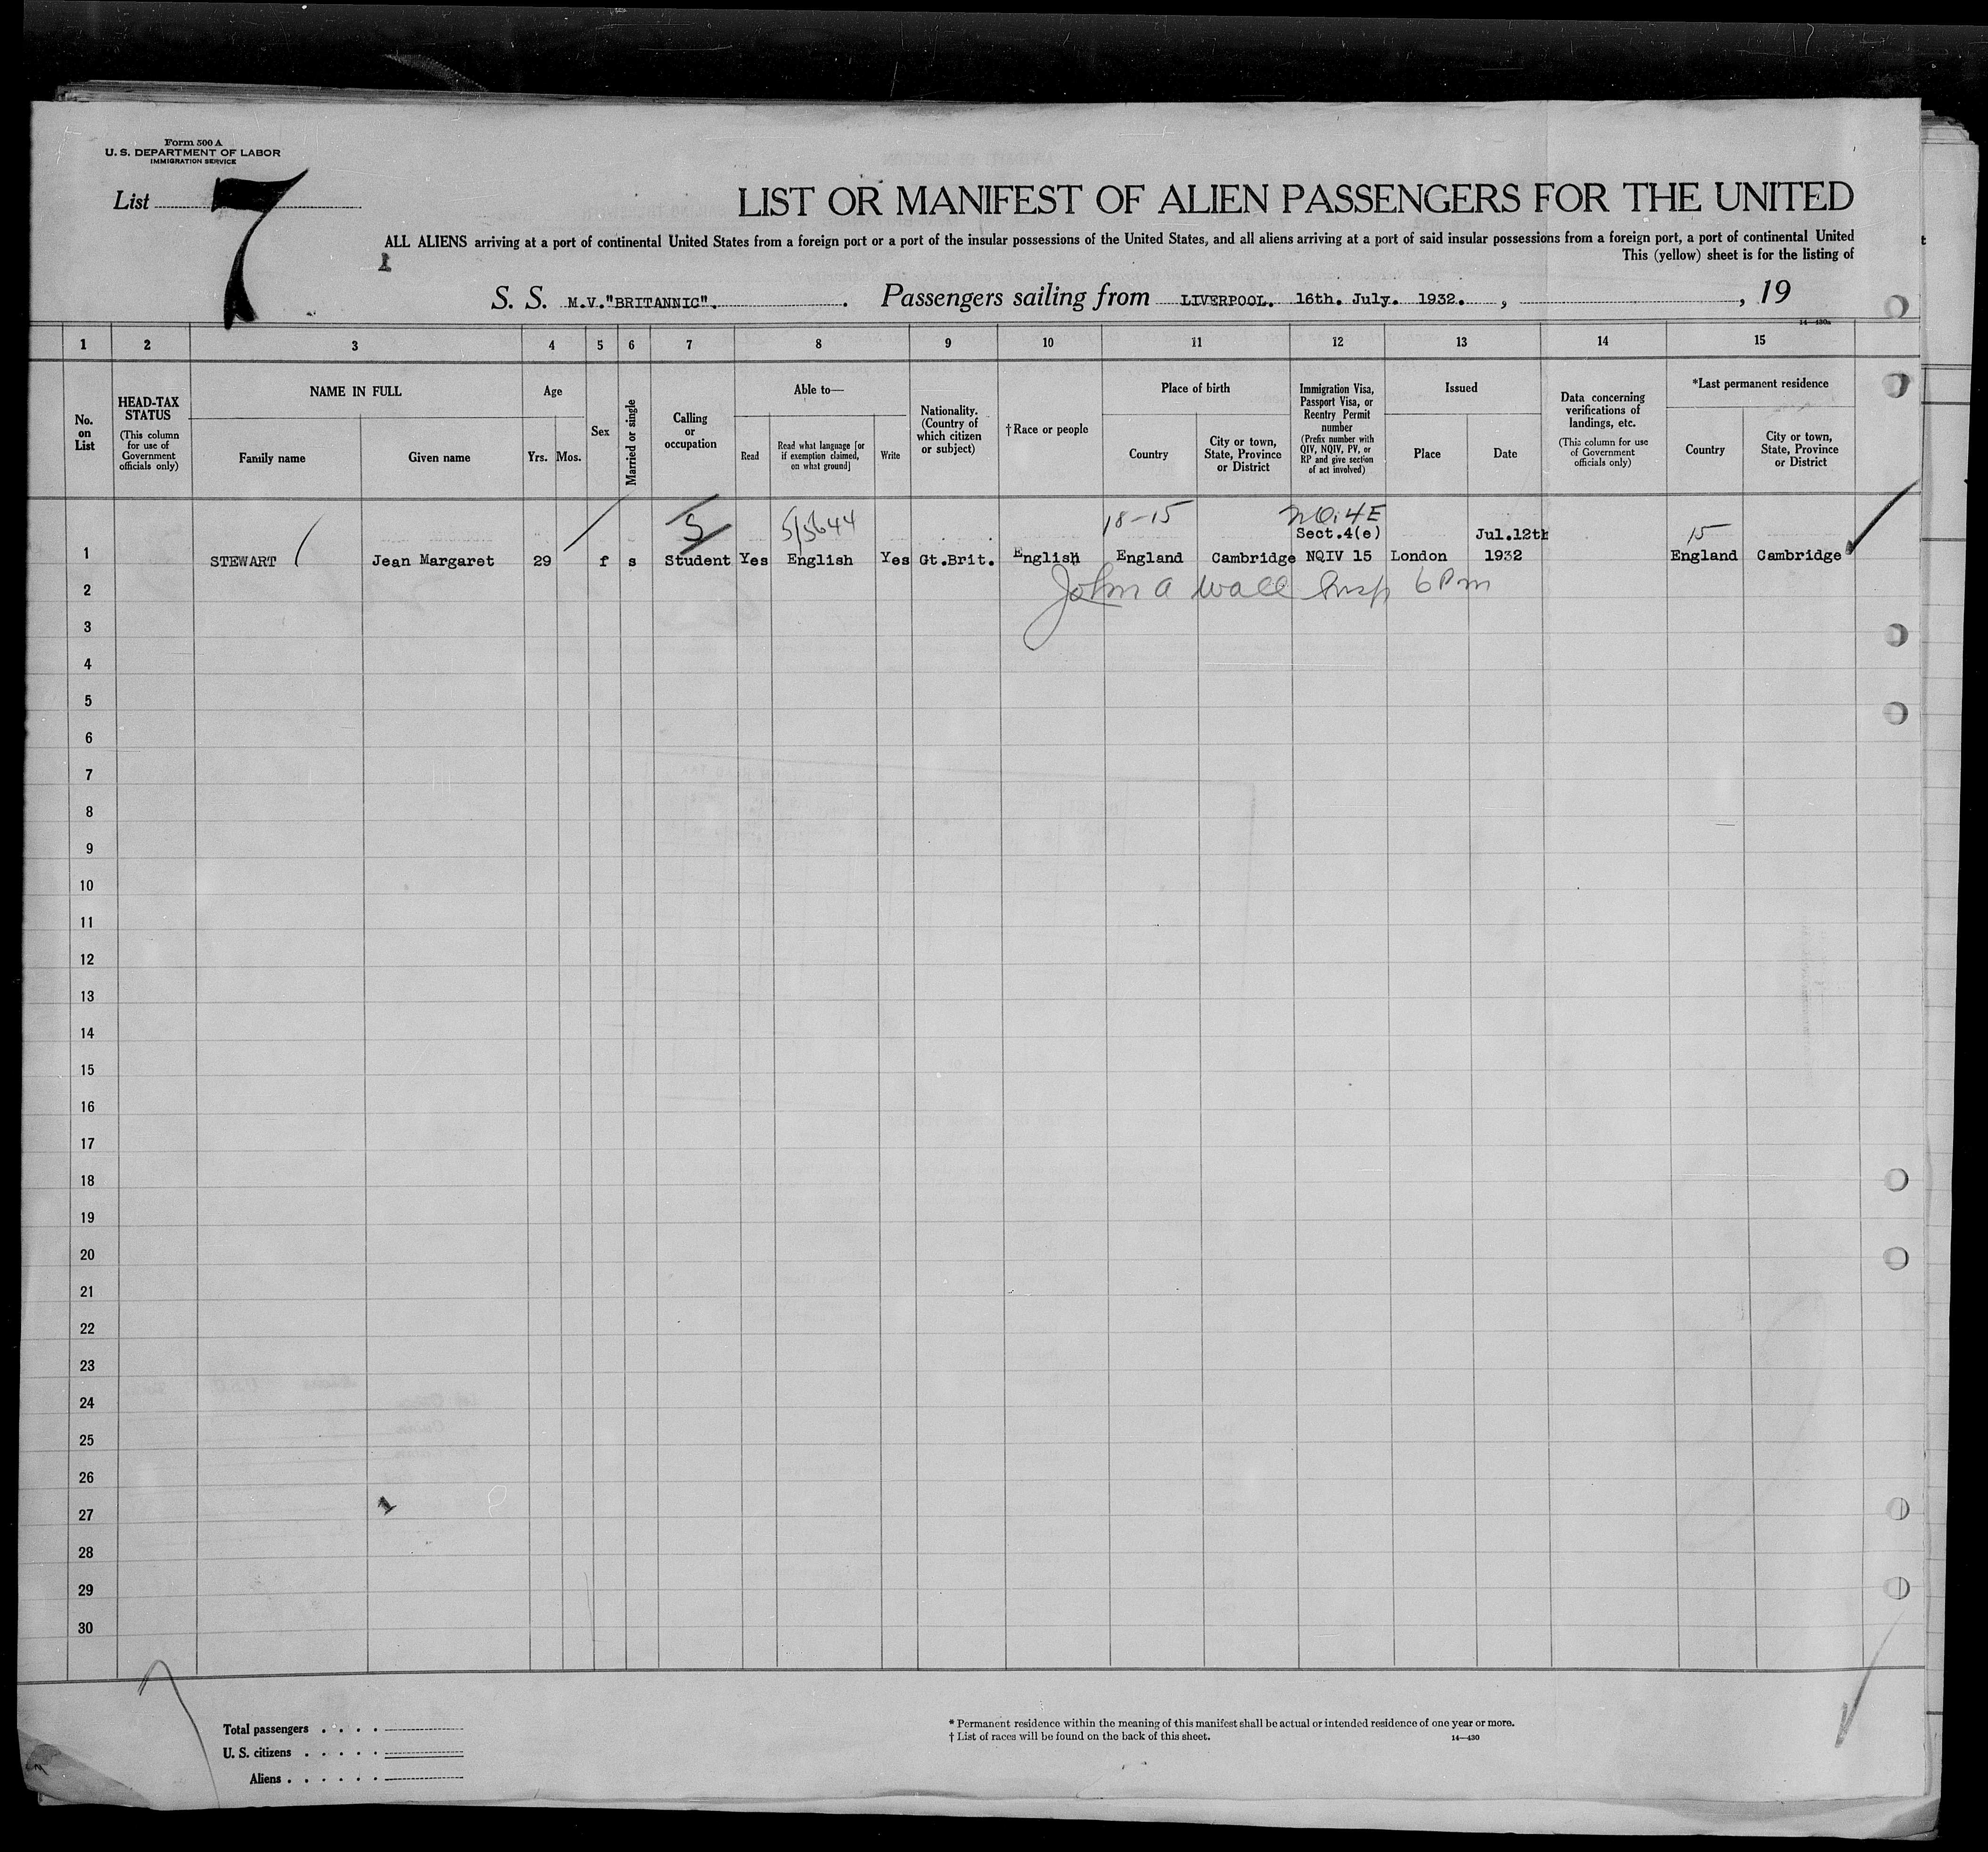 Form 500 A
U. S. DEPARTMENT OF LABOR
IMMIGRATION SERVICE
List 7
LIST OR MANIFEST OF ALIEN PASSENGERS FOR THE UNITED
ALL ALIENS arriving at a port of continental United States from a foreign port or a port of the insular possessions of the United States, and all aliens arriving at a port of said insular possessions from a foreign port, a port of continental United
This (yellow) sheet is for the listing of
1
S. S. M.V."BRITANNIC". Passengers sailing from LIVERPOOL. 16th. July. 1932. , , 19
14—430a
1 2 3 4 5 6 7 8 9 10 11 12 13 14 15
No. on List
HEAD-TAX STATUS
(This column for use of Government officials only)
NAME IN FULL
Family name
Given name
Age
Yrs. Mos.
Sex
Married or single
Calling or occupation
Able to—
Read
Read what language [or if exemption claimed, on what ground]
Write
Nationality. (Country of which citizen or subject)
†Race or people
Place of birth
Country
City or town, State, Province or District
Immigration Visa, Passport Visa, or Reentry Permit number
(Prefix number with QIV, NQIV, PV, or RP and give section of act involved)
Issued
Place
Date
Data concerning verifications of landings, etc.
(This column for use of Government officials only)
*Last permanent residence
Country
City or town, State, Province or District
S 18-15 NO: 4E 15
Sect.4(e) Jul.12th
1 STEWART Jean Margaret 29 f s Student Yes English Yes Gt.Brit. English England Cambridge NQIV 15 London 1932 England Cambridge
2 John A Wall Insp 6 Pm
3
4
5
6
7
8
9
10
11
12
13
14
15
16
17
18
19
20
21
22
23
24
25
26
27
28
29
30
Total passengers . . . .
U. S. citizens . . . . .
Aliens . . . . . .
* Permanent residence within the meaning of this manifest shall be actual or intended residence of one year or more.
† List of races will be found on the back of this sheet.
14—430